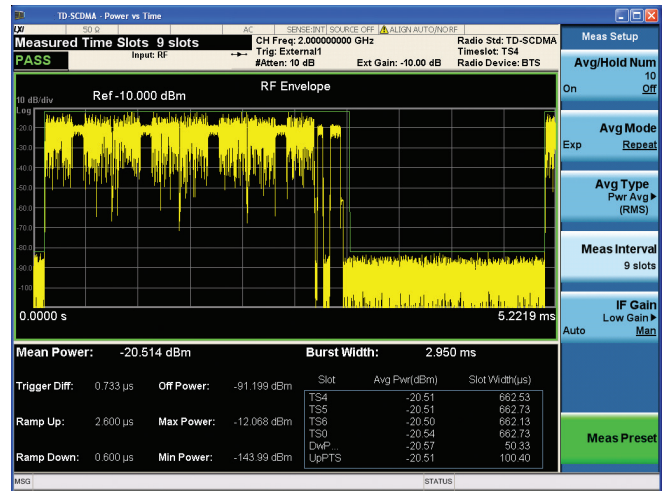 TD-SCDMA - Power vs Time
LXI 50 Ω AC SENSE:INT SOURCE OFF ALIGN AUTO/NO RF
Measured Time Slots 9 slots
CH Freq: 2.000000000 GHz
Radio Std: TD-SCDMA
Input: RF
Trig: External1
Timeslot: TS4
PASS
#Atten: 10 dB
Ext Gain: -10.00 dB
Radio Device: BTS
RF Envelope
10 dB/div
Ref -10.000 dBm
Log
-20.0
-30.0
-40.0
-50.0
-60.0
-70.0
-80.0
-90.0
-100
0.0000 s
5.2219 ms
Mean Power: -20.514 dBm
Burst Width: 2.950 ms
Slot Avg Pwr(dBm) Slot Width(µs)
Trigger Diff: 0.733 µs Off Power: -91.199 dBm
TS4 -20.51 662.53
TS5 -20.51 662.73
Ramp Up: 2.600 µs Max Power: -12.068 dBm
TS6 -20.50 662.13
TS0 -20.54 662.73
DwP... -20.57 50.33
Ramp Down: 0.600 µs Min Power: -143.99 dBm
UpPTS -20.51 100.40
MSG
STATUS
Meas Setup
Avg/Hold Num
10
On Off
Avg Mode
Exp Repeat
Avg Type
Pwr Avg
(RMS)
Meas Interval
9 slots
IF Gain
Low Gain
Auto Man
Meas Preset